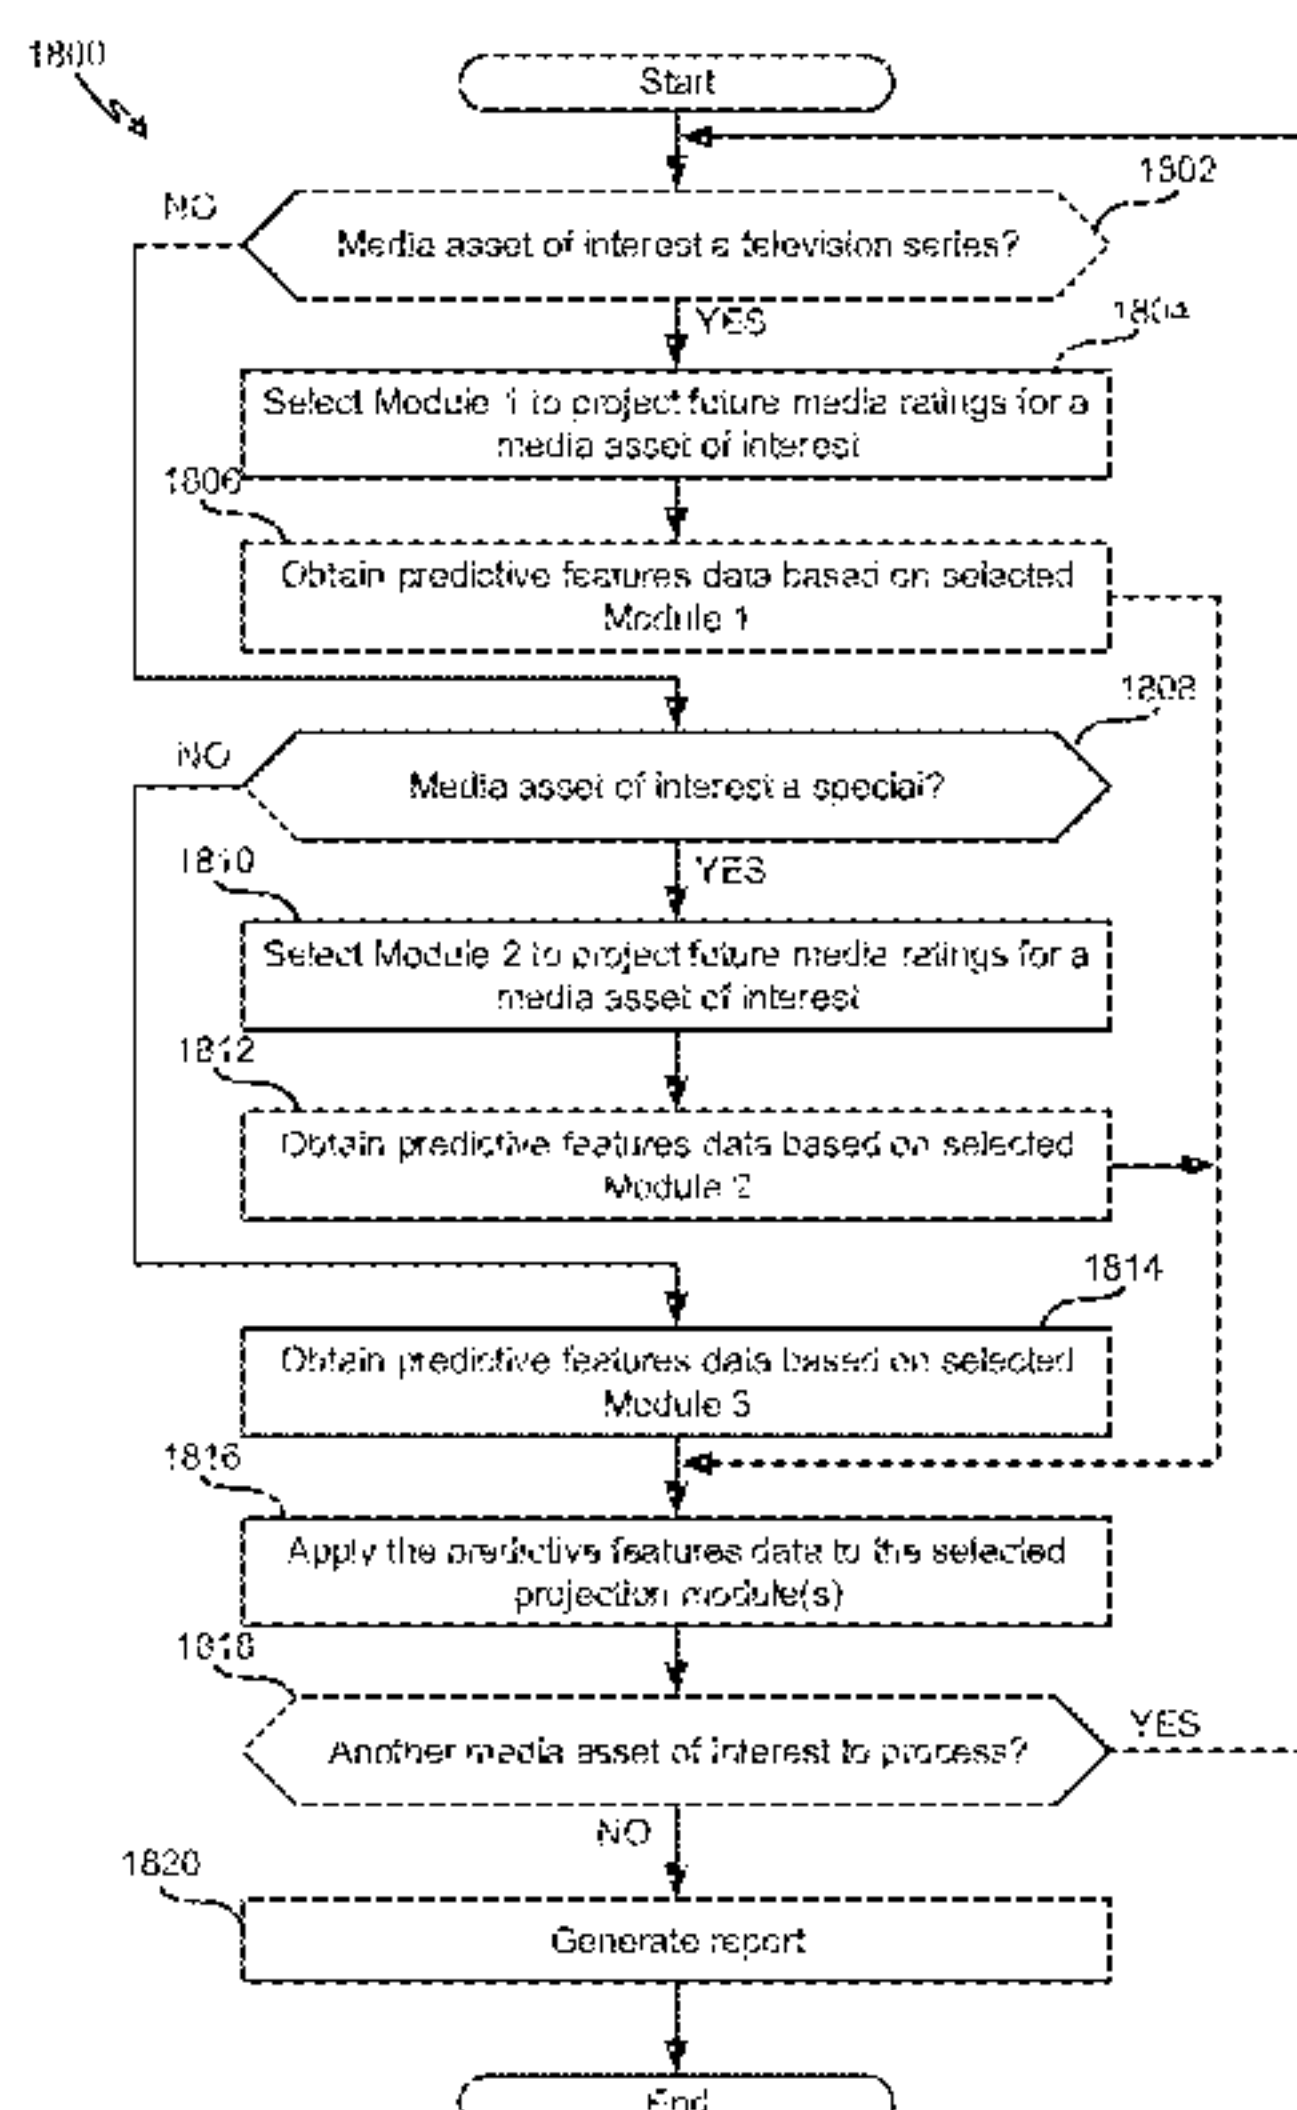 1800
Start
1802
NO
Media asset of interest a television series?
YES
1804
Select Module 1 to project future media ratings for a
media asset of interest
1806
Obtain predictive features data based on selected
Module 1
1808
NO
Media asset of interest a special?
YES
1810
Select Module 2 to project future media ratings for a
media asset of interest
1812
Obtain predictive features data based on selected
Module 2
1814
Obtain predictive features data based on selected
Module 3
1816
Apply the predictive features data to the selected
projection module(s)
1818
Another media asset of interest to process?
YES
NO
1820
Generate report
End